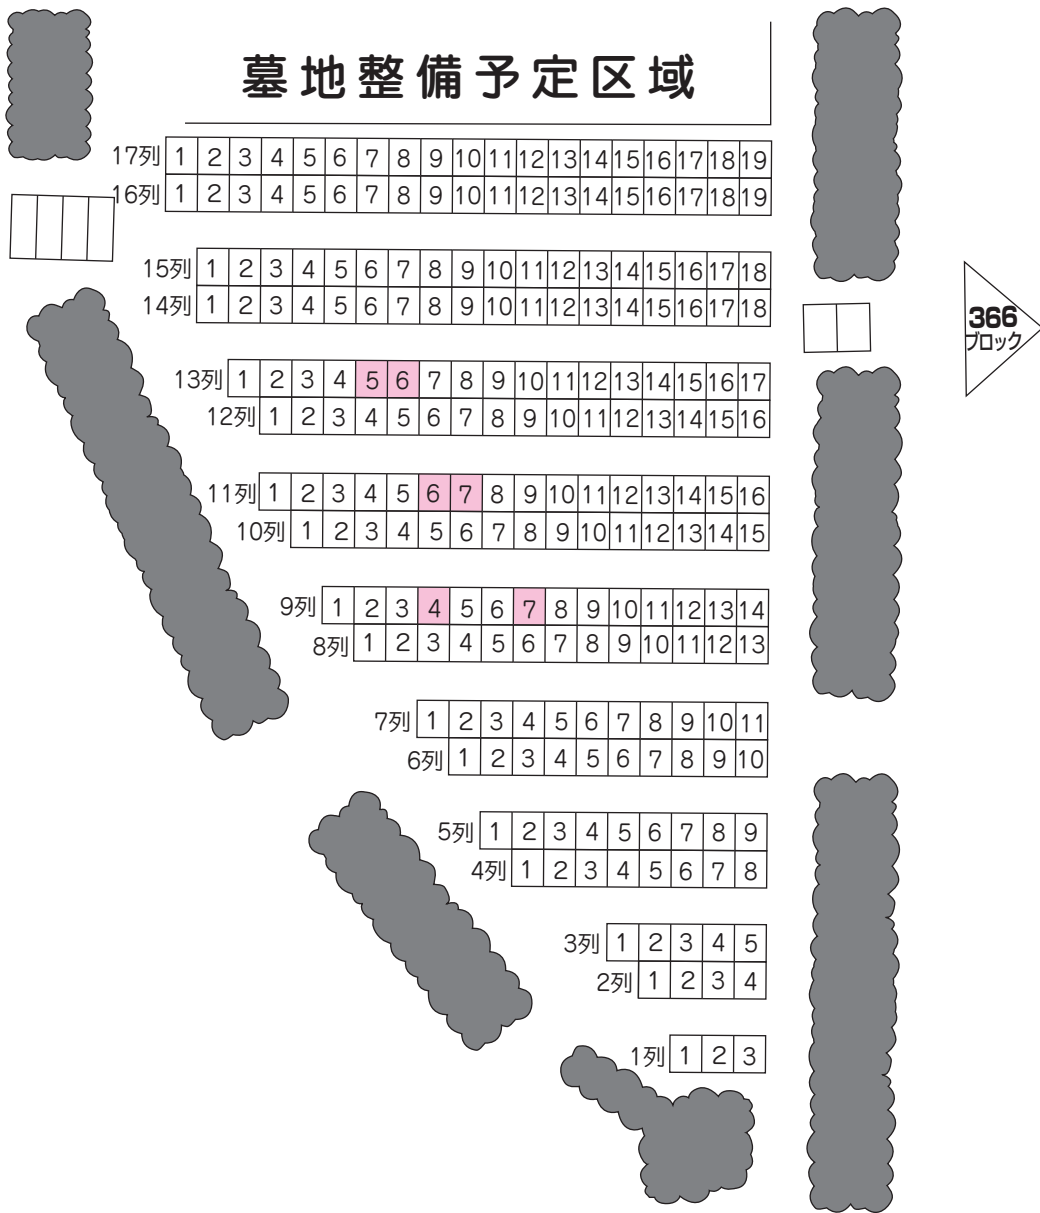 墓地整備予定区域
17列 1 2 3 4 5 6 7 8 9 10 11 12 13 14 15 16 17 18 19
16列 1 2 3 4 5 6 7 8 9 10 11 12 13 14 15 16 17 18 19
15列 1 2 3 4 5 6 7 8 9 10 11 12 13 14 15 16 17 18
14列 1 2 3 4 5 6 7 8 9 10 11 12 13 14 15 16 17 18
366
ブロック
13列 1 2 3 4 5 6 7 8 9 10 11 12 13 14 15 16 17
12列 1 2 3 4 5 6 7 8 9 10 11 12 13 14 15 16
11列 1 2 3 4 5 6 7 8 9 10 11 12 13 14 15 16
10列 1 2 3 4 5 6 7 8 9 10 11 12 13 14 15
9列 1 2 3 4 5 6 7 8 9 10 11 12 13 14
8列 1 2 3 4 5 6 7 8 9 10 11 12 13
7列 1 2 3 4 5 6 7 8 9 10 11
6列 1 2 3 4 5 6 7 8 9 10
5列 1 2 3 4 5 6 7 8 9
4列 1 2 3 4 5 6 7 8
3列 1 2 3 4 5
2列 1 2 3 4
1列 1 2 3